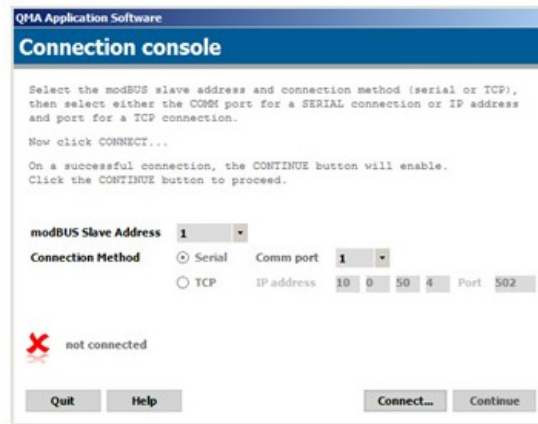 QMA Application Software
Connection console
Select the modBUS slave address and connection method (serial or TCP),
then select either the COMM port for a SERIAL connection or IP address
and port for a TCP connection.
Now click CONNECT...
On a successful connection, the CONTINUE button will enable.
Click the CONTINUE button to proceed.
modBUS Slave Address 1
Connection Method Serial Comm port 1
TCP IP address 10 0 50 4 Port 502
not connected
Quit Help Connect... Continue